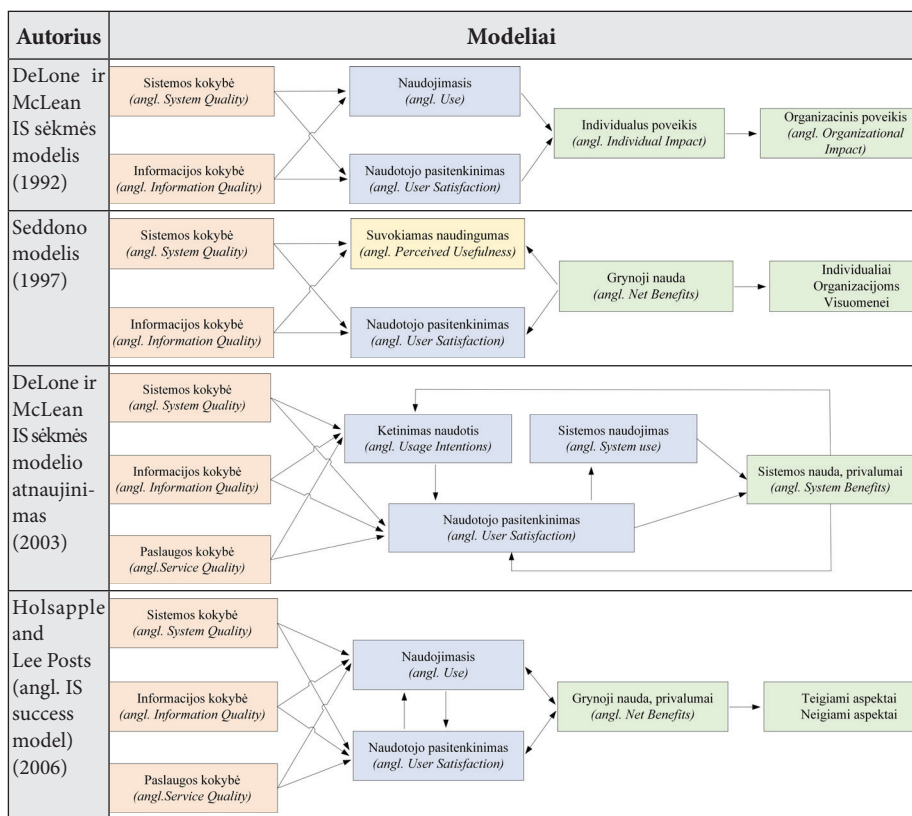 Autorius
Modeliai
DeLone ir
McLean
IS sėkmės
modelis
(1992)
Sistemos kokybė
(angl. System Quality)
Informacijos kokybė
(angl. Information Quality)
Naudojimasis
(angl. Use)
Naudotojo pasitenkinimas
(angl. User Satisfaction)
Individualus poveikis
(angl. Individual Impact)
Organizacinis poveikis
(angl. Organizational
Impact)
Seddono
modelis
(1997)
Sistemos kokybė
(angl. System Quality)
Informacijos kokybė
(angl. Information Quality)
Suvokiamas naudingumas
(angl. Perceived Usefulness)
Naudotojo pasitenkinimas
(angl. User Satisfaction)
Grynoji nauda
(angl. Net Benefits)
Individualiai
Organizacijoms
Visuomenei
DeLone ir
McLean
IS sėkmės
modelio
atnaujini-
mas
(2003)
Sistemos kokybė
(angl. System Quality)
Informacijos kokybė
(angl. Information Quality)
Paslaugos kokybė
(angl.Service Quality)
Ketinimas naudotis
(angl. Usage Intentions)
Sistemos naudojimas
(angl. System use)
Naudotojo pasitenkinimas
(angl. User Satisfaction)
Sistemos nauda, privalumai
(angl. System Benefits)
Holsapple
and
Lee Posts
(angl. IS
success
model)
(2006)
Sistemos kokybė
(angl. System Quality)
Informacijos kokybė
(angl. Information Quality)
Paslaugos kokybė
(angl.Service Quality)
Naudojimasis
(angl. Use)
Naudotojo pasitenkinimas
(angl. User Satisfaction)
Grynoji nauda, privalumai
(angl. Net Benefits)
Teigiami aspektai
Neigiami aspektai